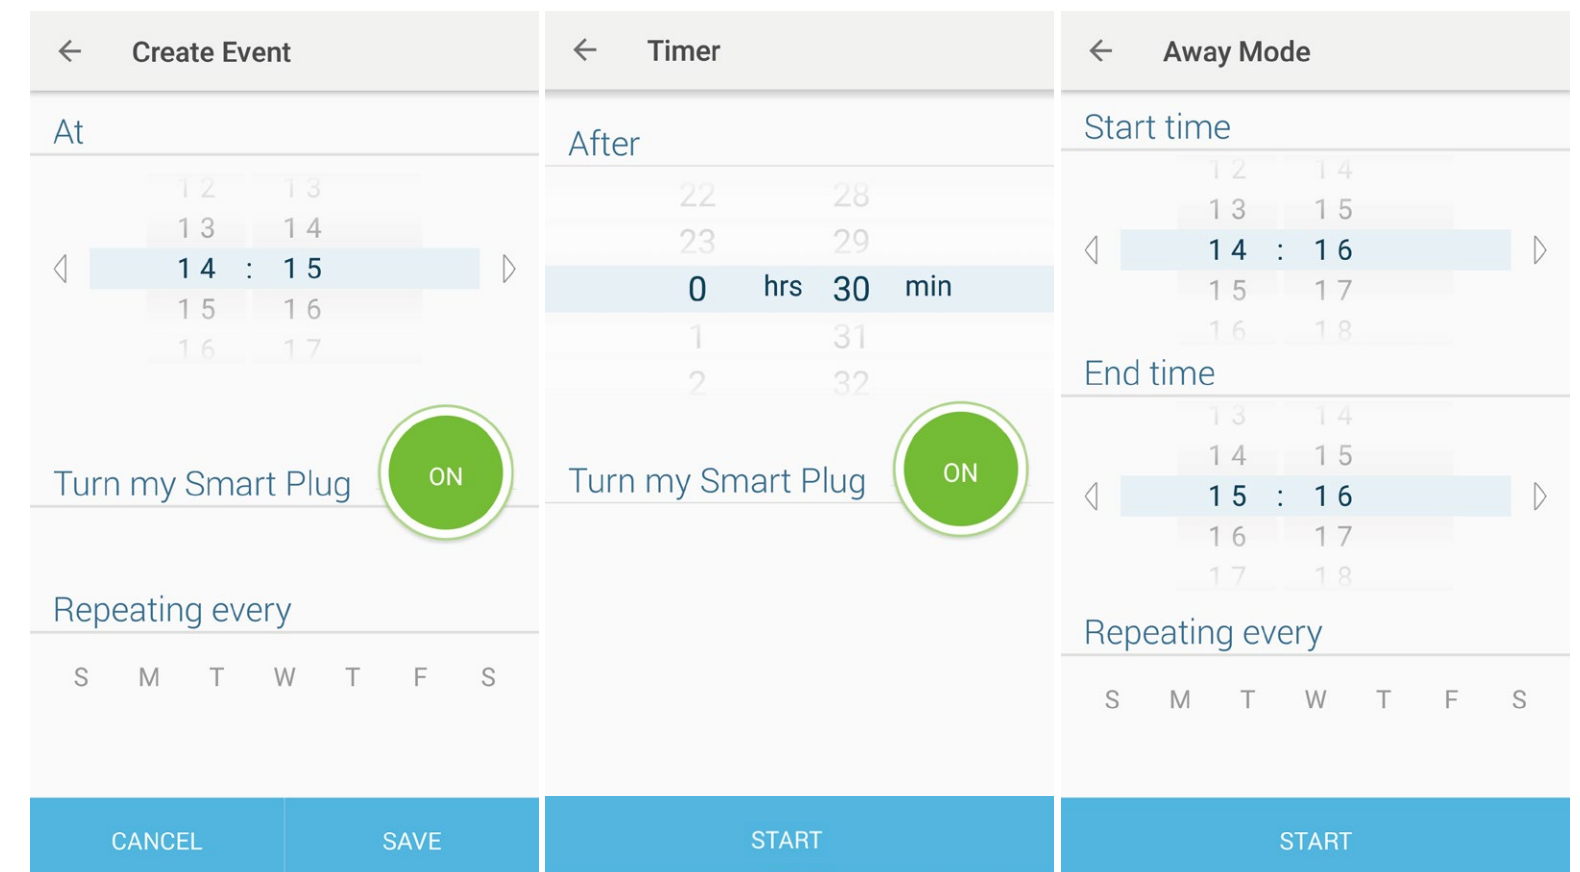 Create Event
At
12 13
13 14
14 : 15
15 16
16 17
Turn my Smart Plug ON
Repeating every
S M T W T F S
CANCEL SAVE
Timer
After
22 28
23 29
0 hrs 30 min
1 31
2 32
Turn my Smart Plug ON
START
Away Mode
Start time
12 14
13 15
14 : 16
15 17
16 18
End time
13 14
14 15
15 : 16
16 17
17 18
Repeating every
S M T W T F S
START